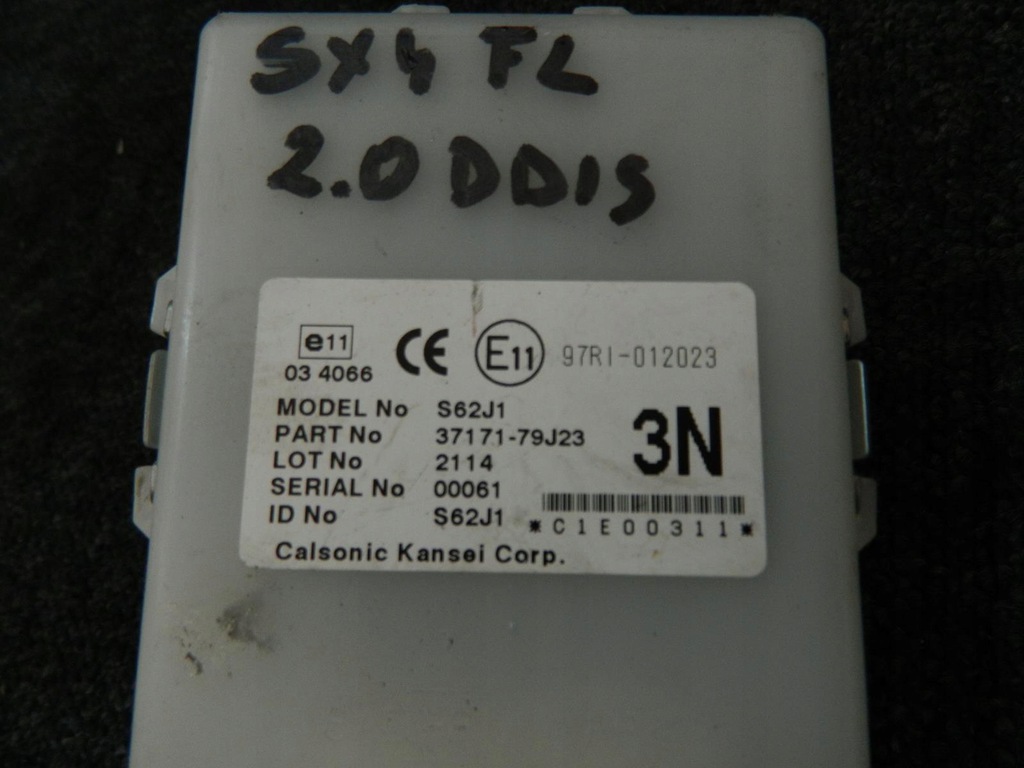 SX4 FL
2.0 DDIS
e11 CE E11 97RI-012023
03 4066
MODEL No S62J1
PART No 37171-79J23 3N
LOT No 2114
SERIAL No 00061
ID No S62J1 *C1E00311*
Calsonic Kansei Corp.